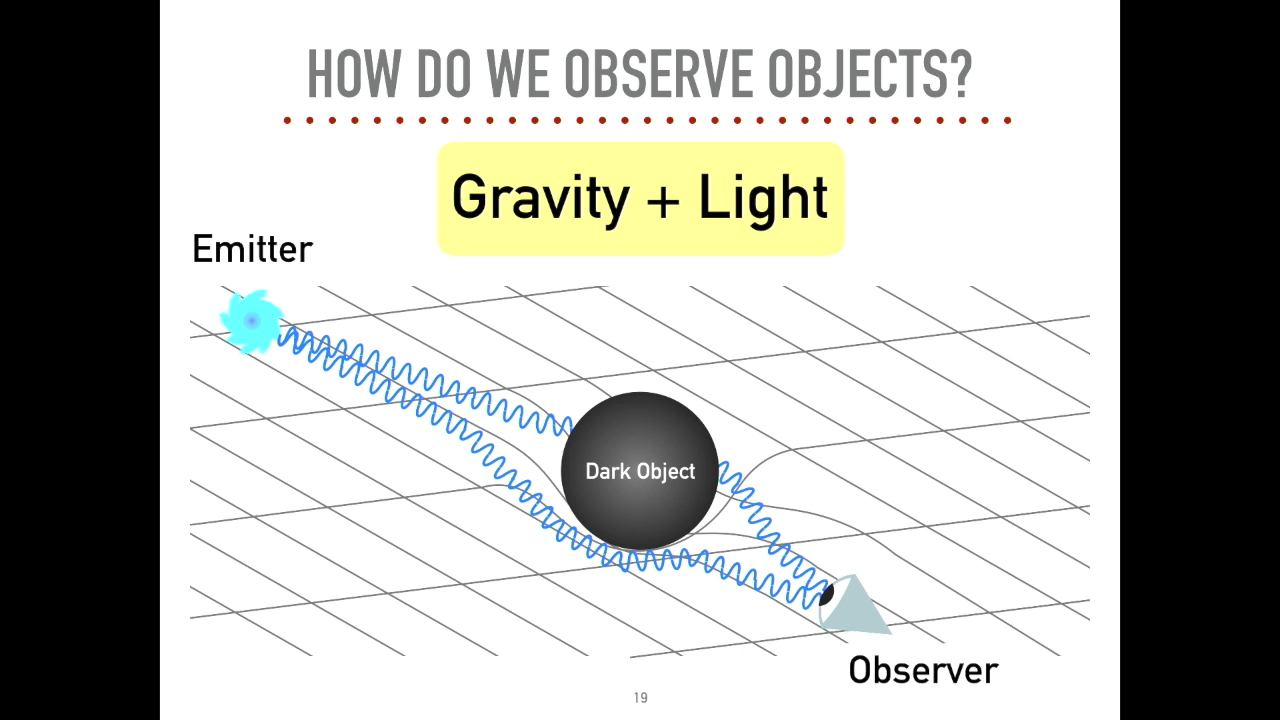 HOW DO WE OBSERVE OBJECTS?
Gravity + Light
Emitter
Dark Object
Observer
19